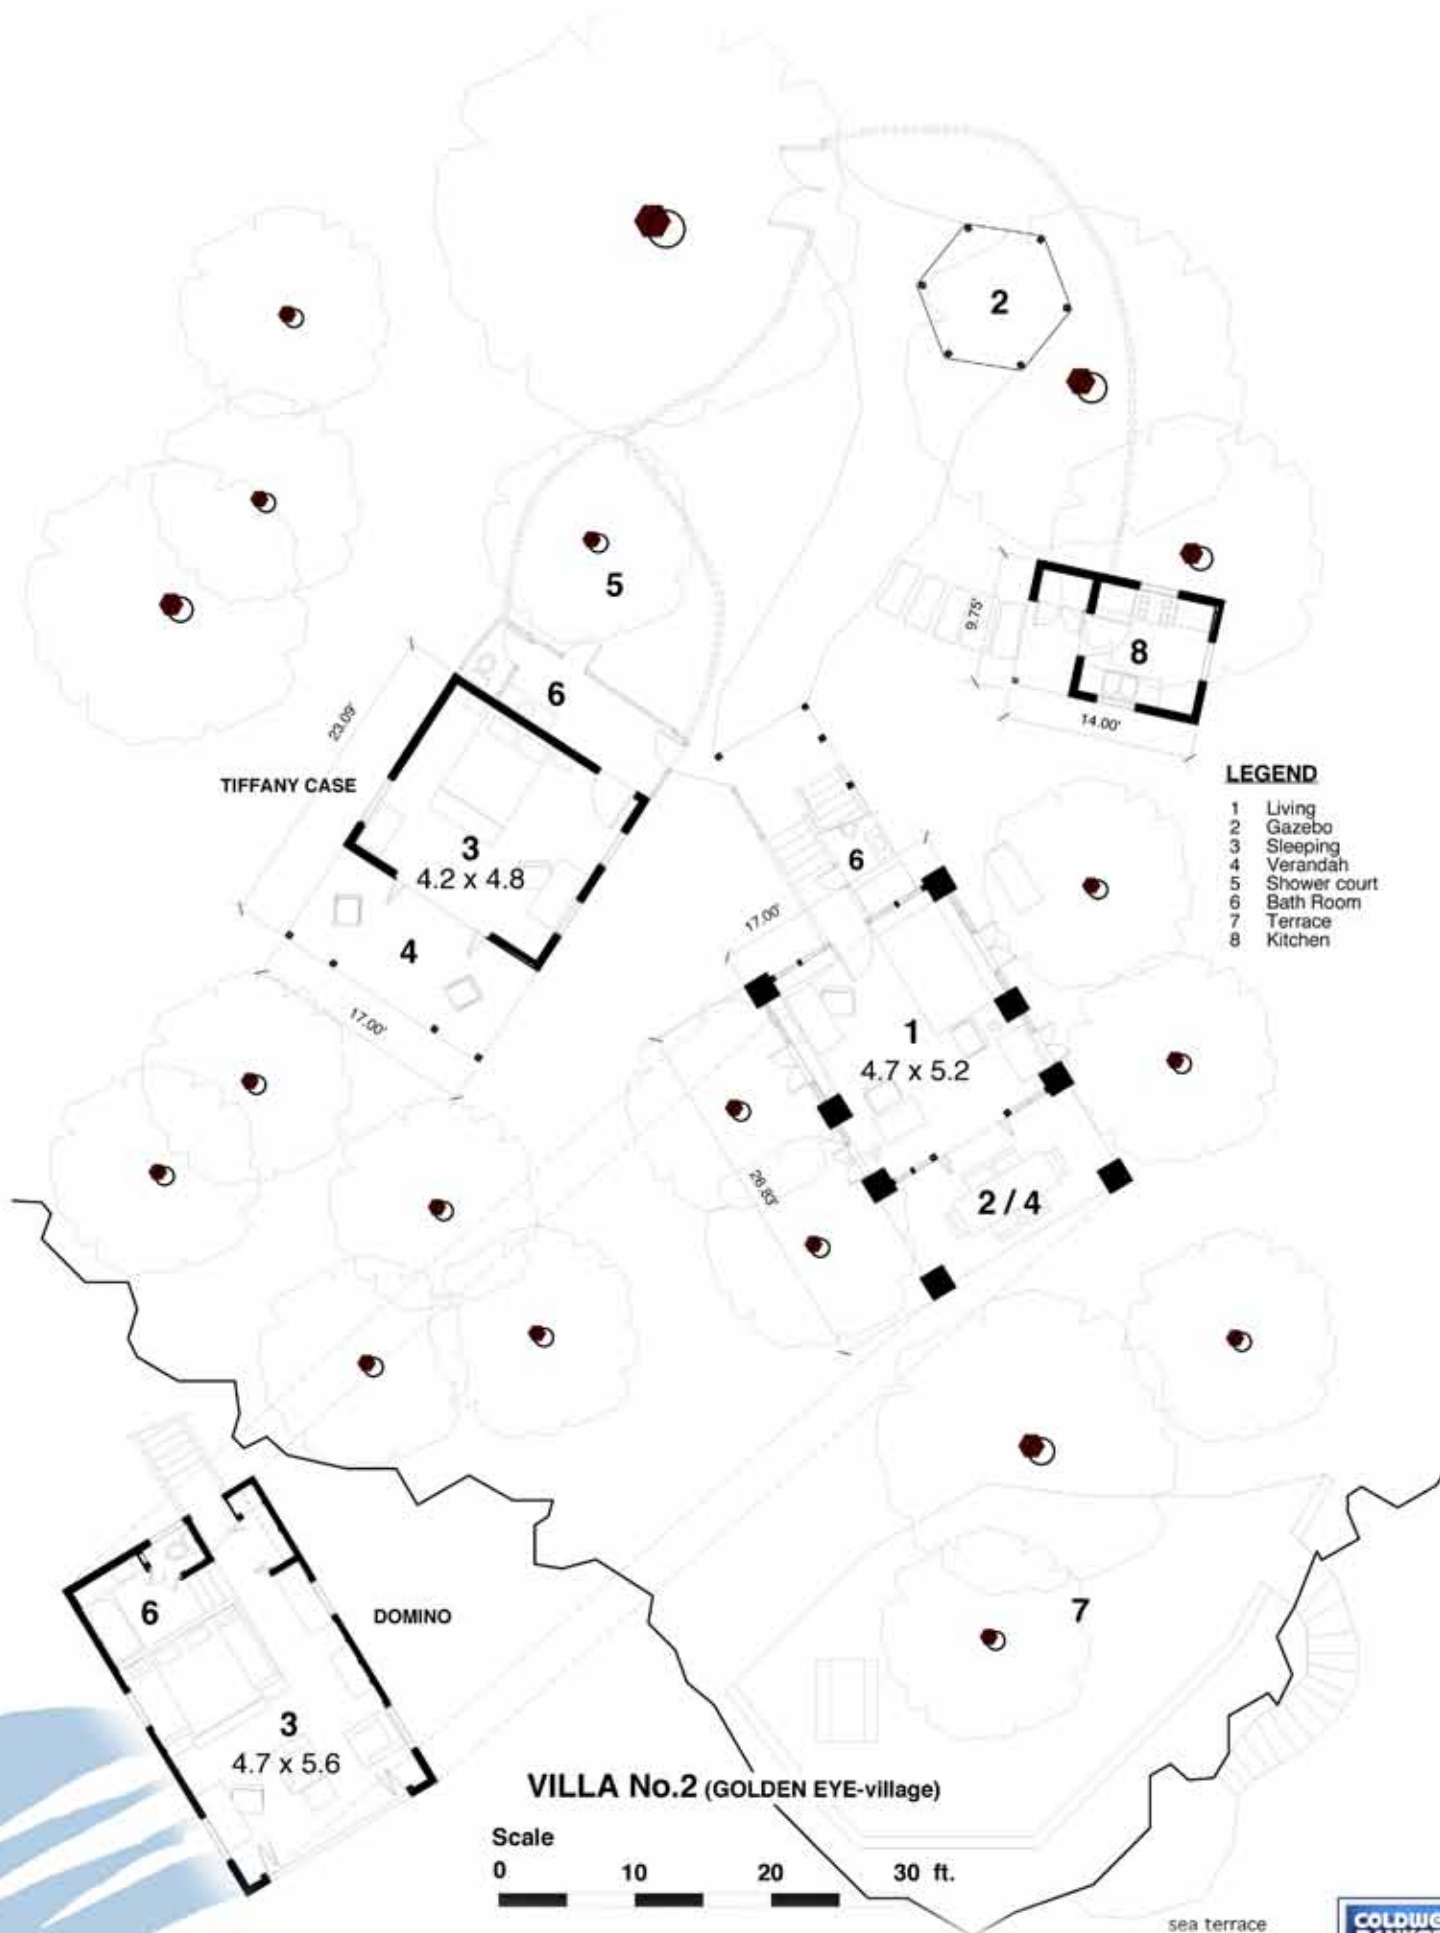 2
5
9.75'
8
14.00'
6
23.09'
TIFFANY CASE
3
4.2 x 4.8
4
17.00'
LEGEND
1 Living
2 Gazebo
3 Sleeping
4 Verandah
5 Shower court
6 Bath Room
7 Terrace
8 Kitchen
6
17.00'
1
4.7 x 5.2
26.83'
2 / 4
6
DOMINO
7
3
4.7 x 5.6
VILLA No.2 (GOLDEN EYE-village)
Scale
0 10 20 30 ft.
sea terrace